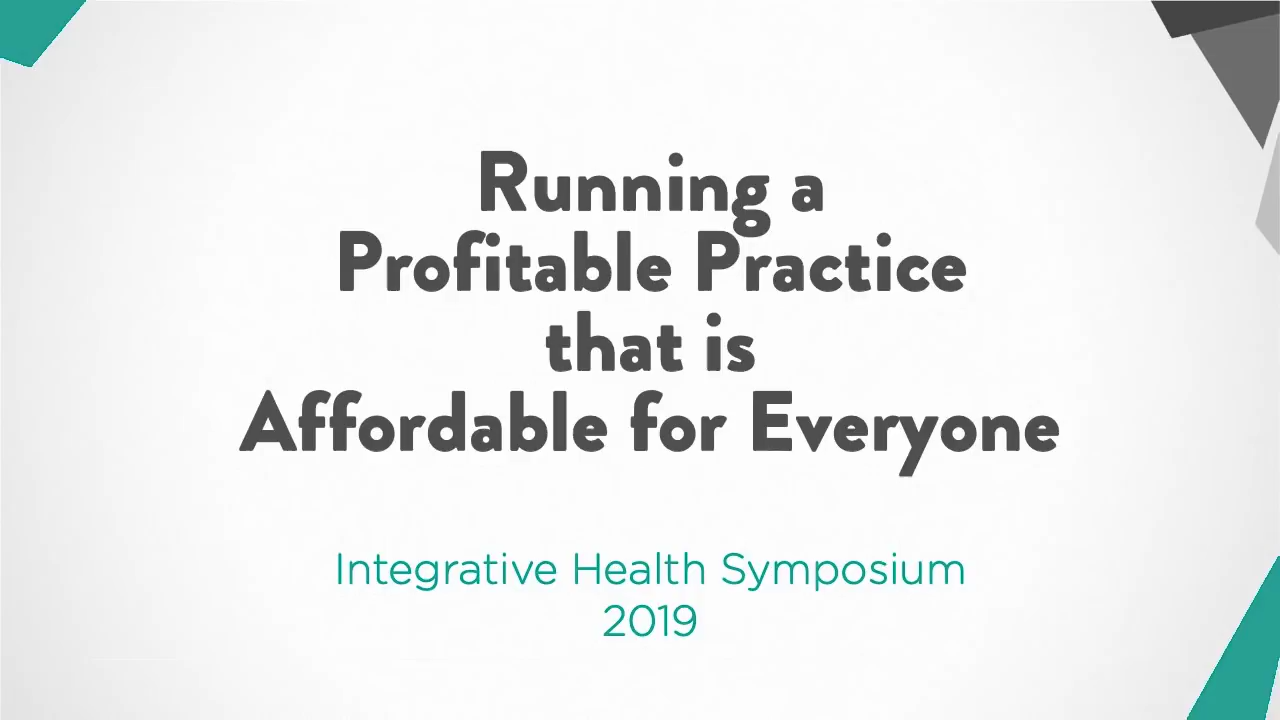 Running a
Profitable Practice
that is
Affordable for Everyone
Integrative Health Symposium
2019